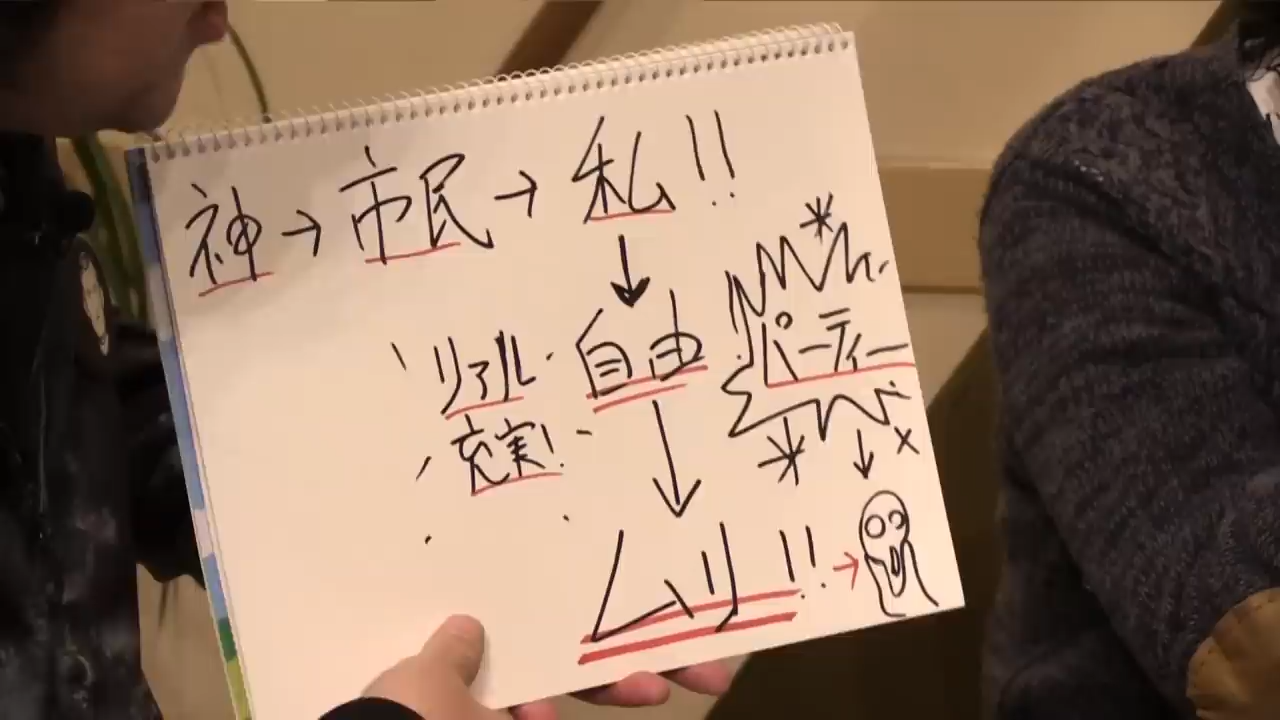 神→市民→私!!
↓
リアル 自由 パーティー
充実!
↓
ムリ!!→